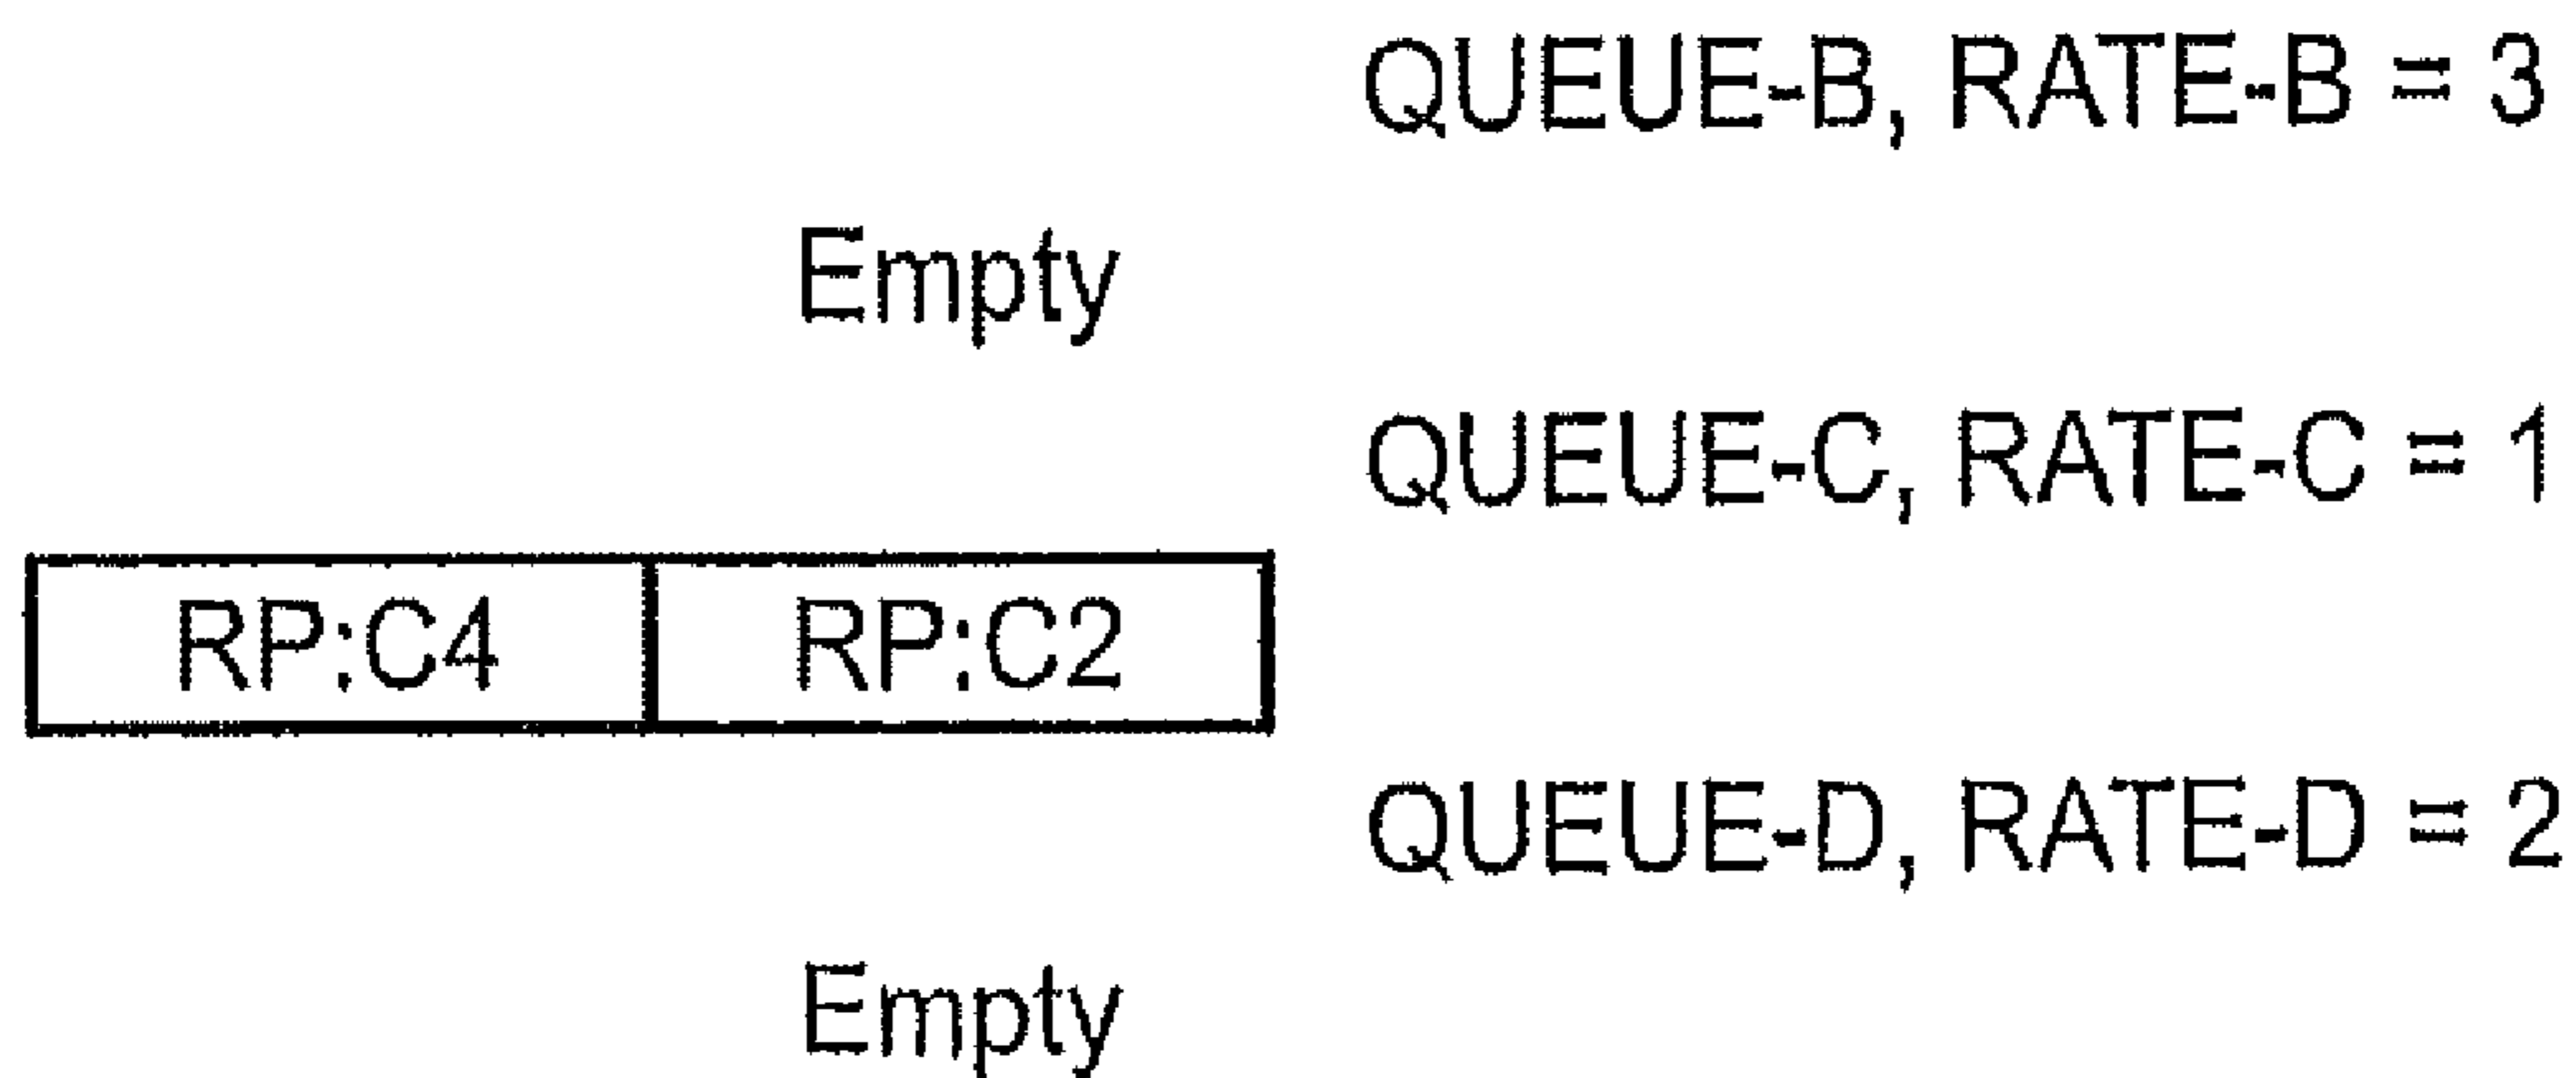 QUEUE-B, RATE-B = 3
Empty
QUEUE-C, RATE-C = 1
RP:C4 RP:C2
QUEUE-D, RATE-D = 2
Empty